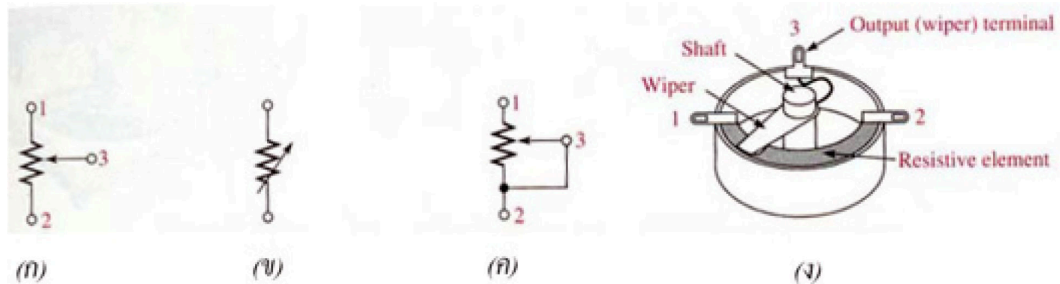 3
Output (wiper) terminal
Shaft
Wiper
1
2
Resistive element
1
3
2
(ก)
(ข)
1
3
2
(ค)
(ง)